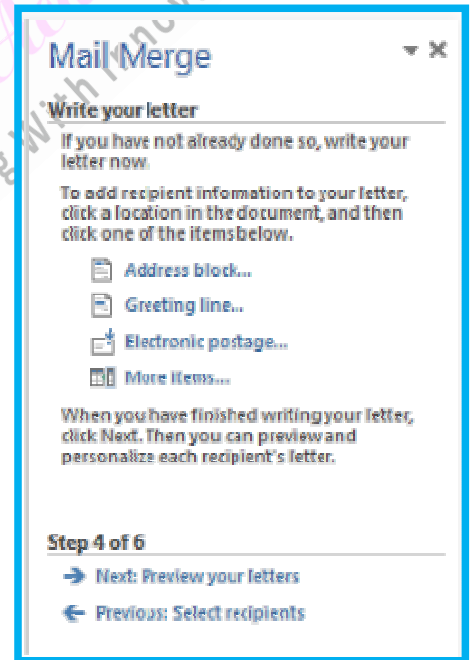 Mail Merge
Write your letter
If you have not already done so, write your
letter now.
To add recipient information to your letter,
click a location in the document, and then
click one of the items below.
Address block...
Greeting line...
Electronic postage...
More items...
When you have finished writing your letter,
click Next. Then you can preview and
personalize each recipient's letter.
Step 4 of 6
Next: Preview your letters
Previous: Select recipients